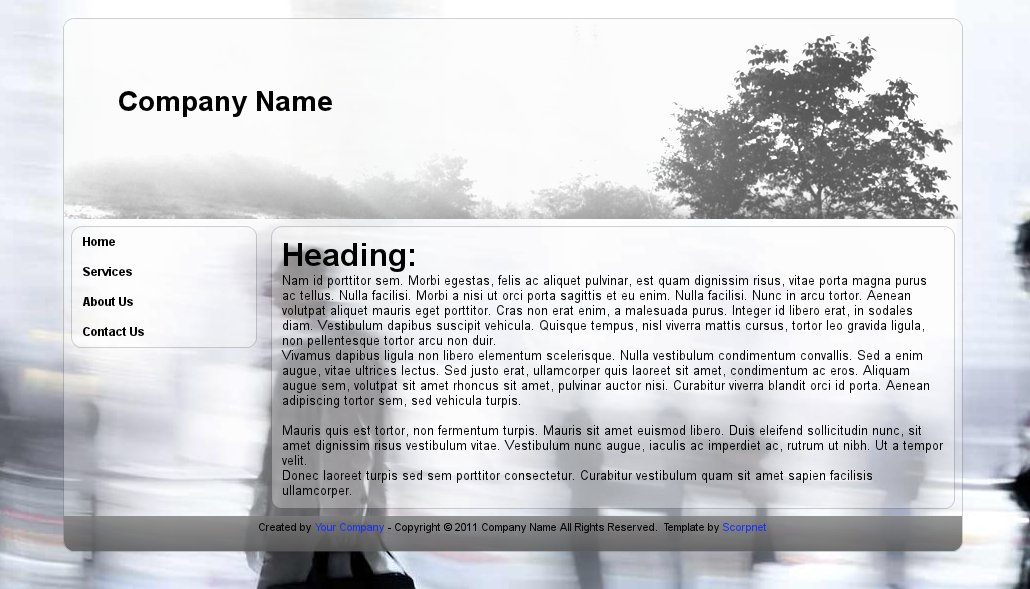 Company Name
Home
Services
About Us
Contact Us
Heading:
Nam id porttitor sem. Morbi egestas, felis ac aliquet pulvinar, est quam dignissim risus, vitae porta magna purus
ac tellus. Nulla facilisi. Morbi a nisi ut orci porta sagittis et eu enim. Nulla facilisi. Nunc in arcu tortor. Aenean
volutpat aliquet mauris eget porttitor. Cras non erat enim, a malesuada purus. Integer id libero erat, in sodales
diam. Vestibulum dapibus suscipit vehicula. Quisque tempus, nisl viverra mattis cursus, tortor leo gravida ligula,
non pellentesque tortor arcu non duir.
Vivamus dapibus ligula non libero elementum scelerisque. Nulla vestibulum condimentum convallis. Sed a enim
augue, vitae ultrices lectus. Sed justo erat, ullamcorper quis laoreet sit amet, condimentum ac eros. Aliquam
augue sem, volutpat sit amet rhoncus sit amet, pulvinar auctor nisi. Curabitur viverra blandit orci id porta. Aenean
adipiscing tortor sem, sed vehicula turpis.
Mauris quis est tortor, non fermentum turpis. Mauris sit amet euismod libero. Duis eleifend sollicitudin nunc, sit
amet dignissim risus vestibulum vitae. Vestibulum nunc augue, iaculis ac imperdiet ac, rutrum ut nibh. Ut a tempor
velit.
Donec laoreet turpis sed sem porttitor consectetur. Curabitur vestibulum quam sit amet sapien facilisis
ullamcorper.
Created by Your Company - Copyright © 2011 Company Name All Rights Reserved. Template by Scorpnet